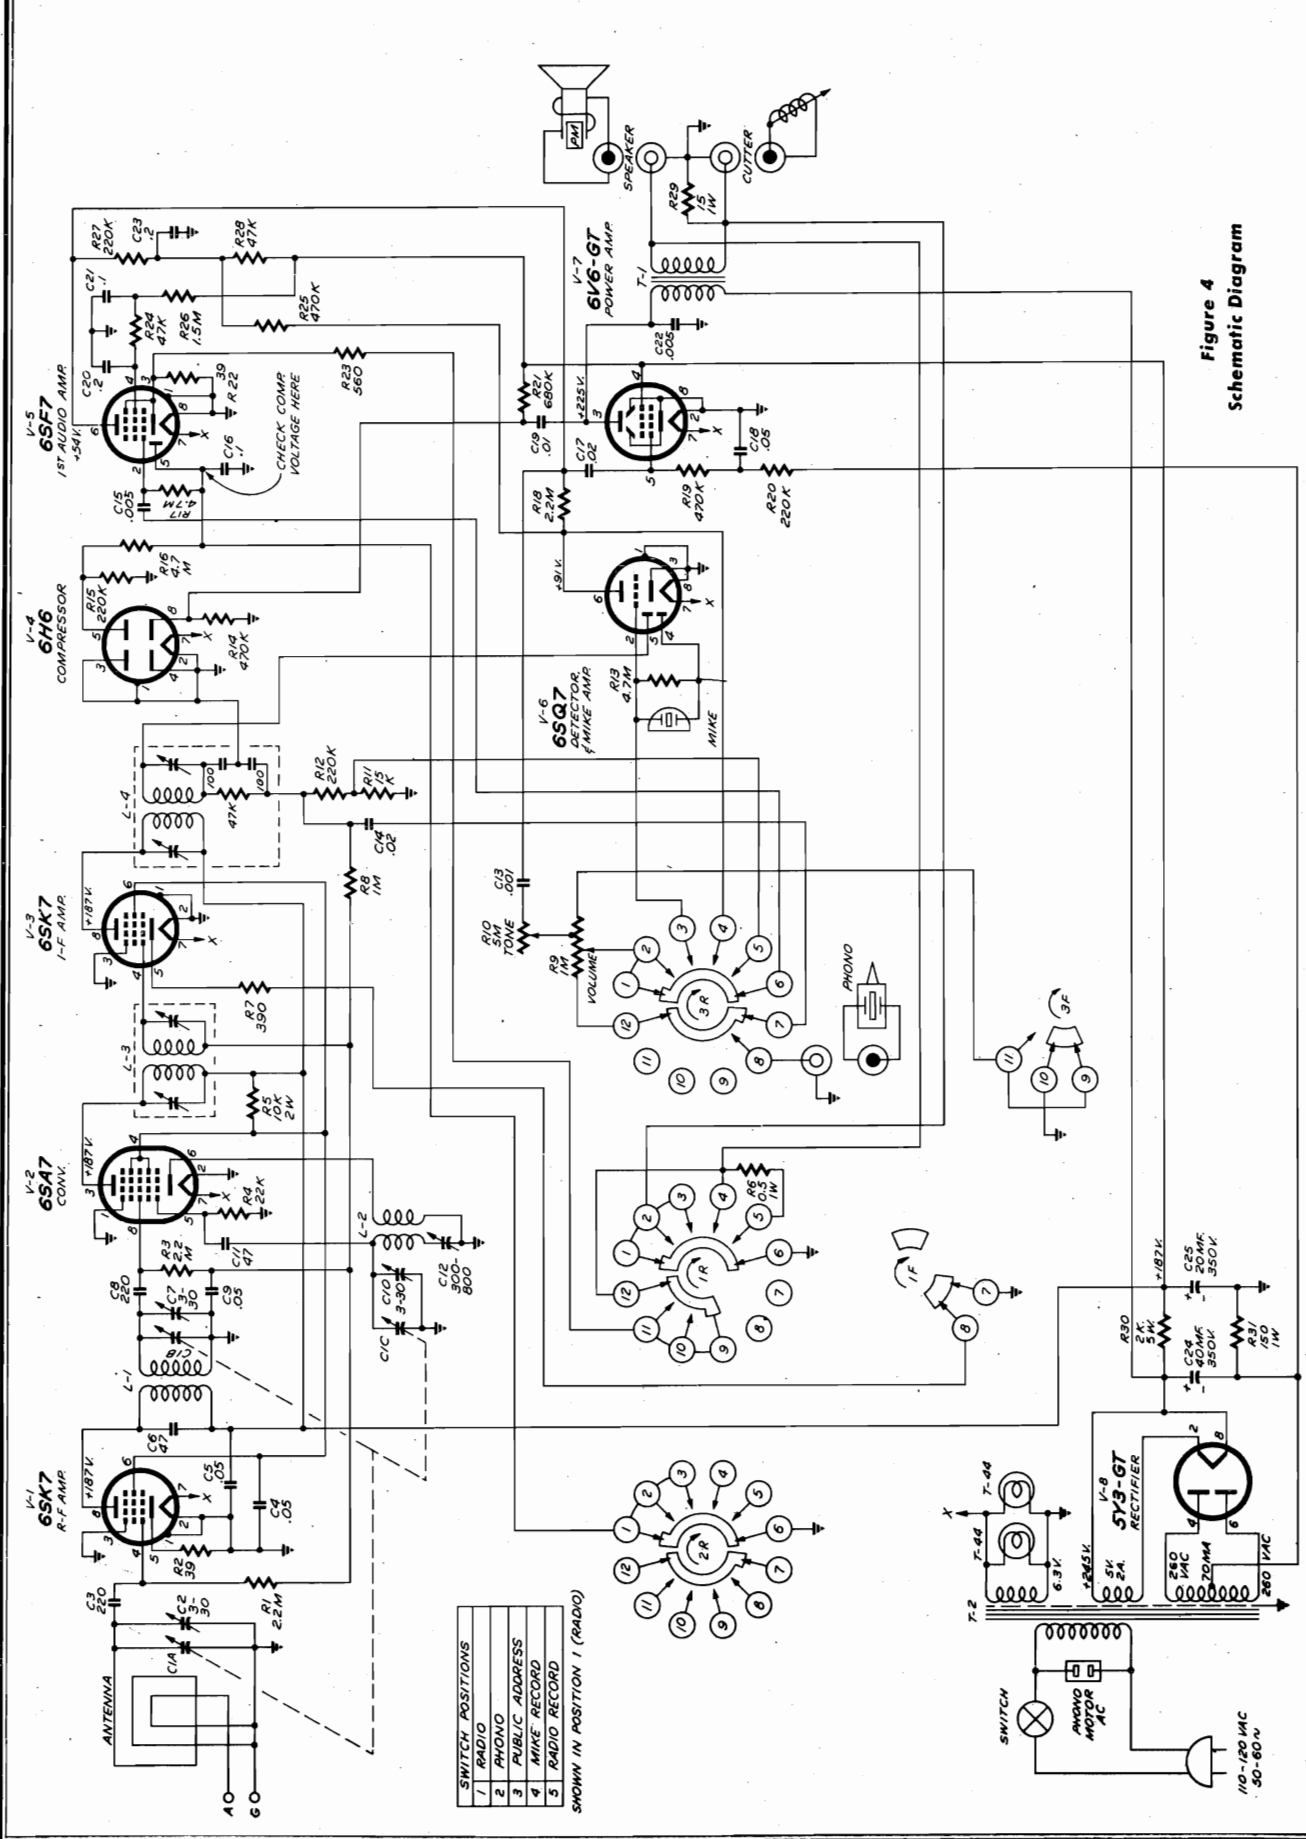 V-1
6SK7
R-F AMP.
V-2
6SA7
CONV.
V-3
6SK7
I-F AMP.
V-4
6H6
COMPRESSOR
V-5
6SF7
1ST AUDIO AMP.
+54V.
V-6
6SQ7
DETECTOR
& MIKE AMP.
V-7
6V6-GT
POWER AMP.
V-8
5Y3-GT
RECTIFIER
ANTENNA
A
G
C1A
C2
3-
30
C3
220
R1
2.2M
R2
39
C4
.05
C5
.05
C6
47
+187V.
L-1
C1B
C7
3-
30
C8
220
C9
.05
R3
2.2
M
C11
47
R4
22K
+187V.
L-2
C10
3-30
C1C
C12
300-
800
R5
10K
2W
L-3
R7
390
+187V.
L-4
100
100
47K
R8
1M
C14
.02
R12
220K
R11
15
K
R15
220K
R16
4.7
M
R14
470K
C15
.005
R17
4.7M
C16
.1
CHECK COMP.
VOLTAGE HERE
C20
.2
C21
.1
R24
47K
R26
1.5M
R22
39
R27
220K
C23
.2
R28
47K
R25
470K
R23
560
R21
680K
C19
.01
+225V.
C17
.02
R18
2.2M
+91V.
R19
470K
C18
.05
R20
220K
C22
.005
T-1
R29
15
1W
PM
SPEAKER
CUTTER
R13
4.7M
MIKE
C13
.001
R10
5M
TONE
R9
1M
VOLUME
3R
PHONO
3F
1R
R6
0.5
1W
1F
2R
SWITCH POSITIONS
1 RADIO
2 PHONO
3 PUBLIC ADDRESS
4 MIKE RECORD
5 RADIO RECORD
SHOWN IN POSITION 1 (RADIO)
SWITCH
PHONO
MOTOR
AC
110-120 VAC
50-60~
T-2
T-44
T-44
X
6.3V.
+245V.
5V.
2A.
260
VAC
70MA
260 VAC
R30
2K.
5W.
+187V.
C24
40MF.
350V.
C25
20MF.
350V.
R31
150
1W
Figure 4
Schematic Diagram